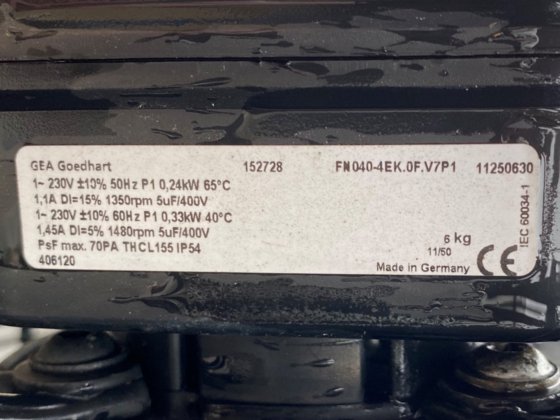 GEA Goedhart 152728 FN040-4EK.0F.V7P1 11250630
1~ 230V ±10% 50Hz P1 0,24kW 65°C
1,1A DI=15% 1350rpm 5uF/400V
1~ 230V ±10% 60Hz P1 0,33kW 40°C
1,45A DI=5% 1480rpm 5uF/400V
PsF max. 70PA THCL155 IP54
406120
6 kg
11/50
Made in Germany
CE
IEC 60034-1